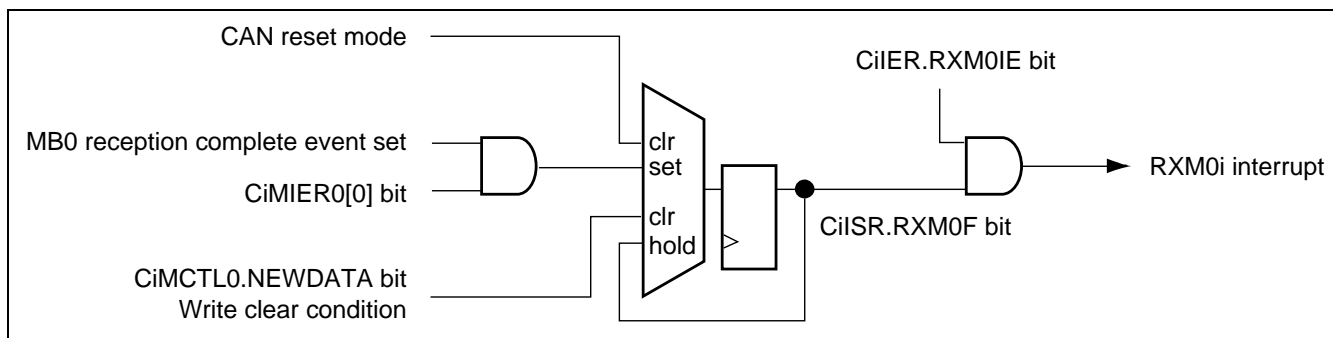 CAN reset mode
CiIER.RXM0IE bit
MB0 reception complete event set
clr
set
RXM0i interrupt
CiMIER0[0] bit
clr
CiISR.RXM0F bit
hold
CiMCTL0.NEWDATA bit
Write clear condition